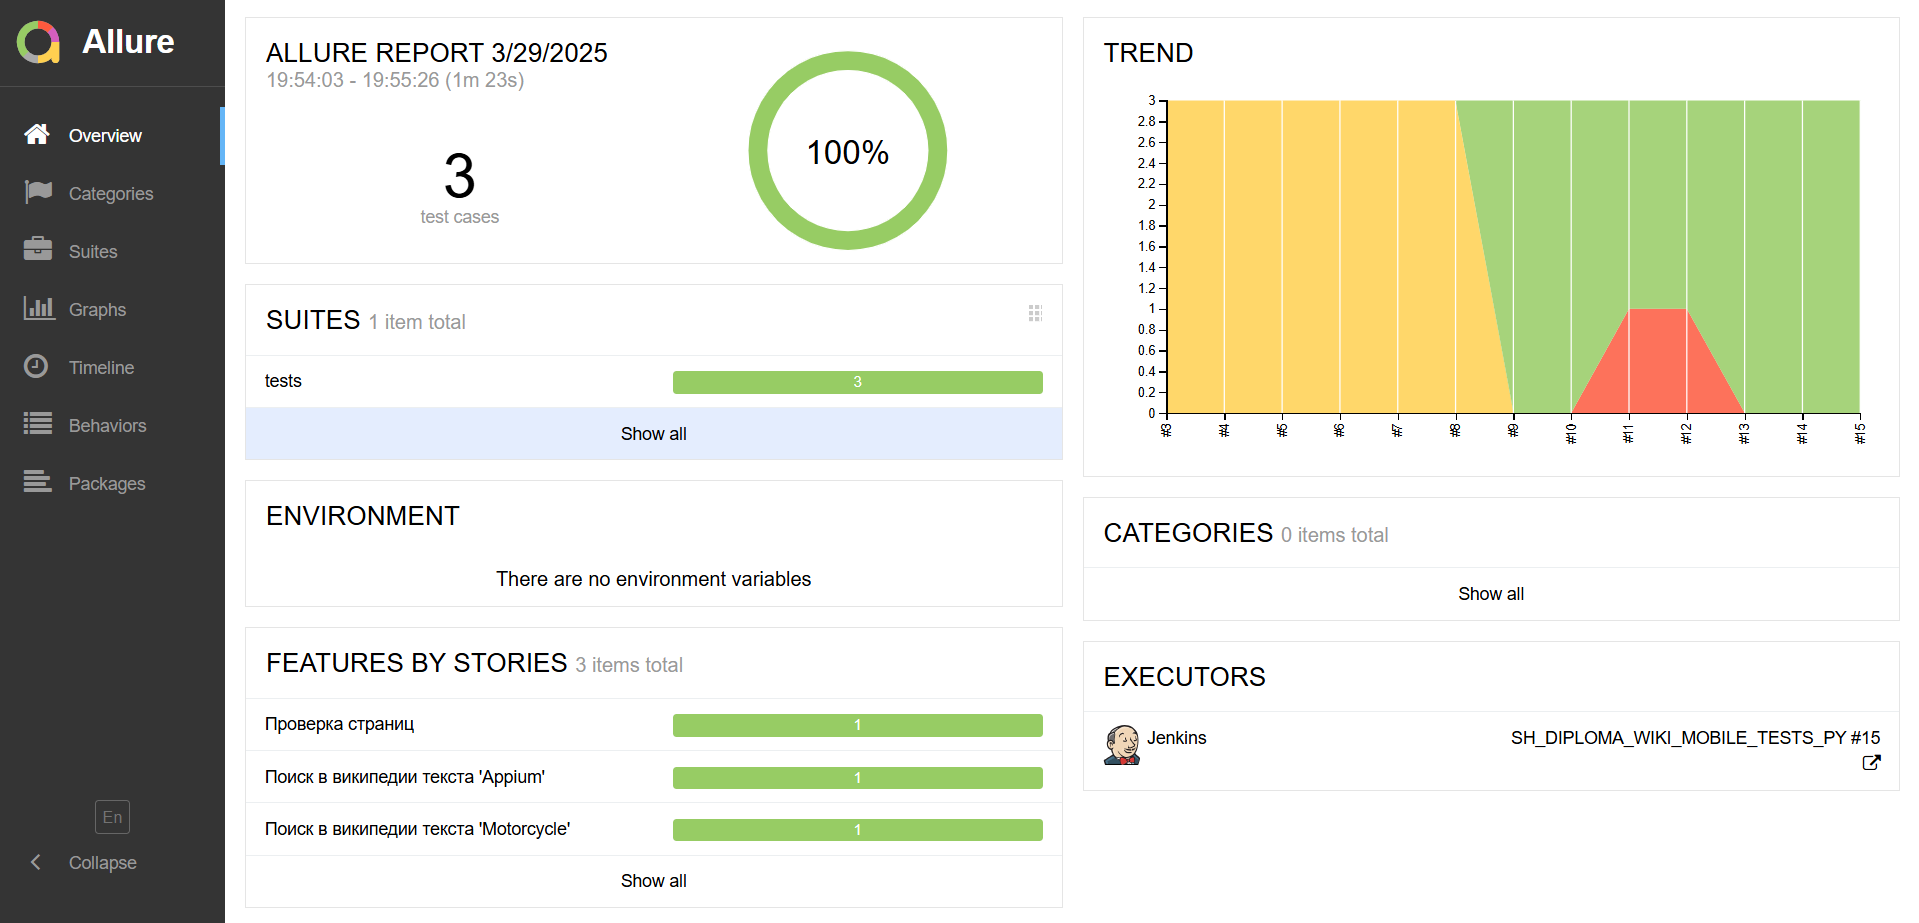 Allure
Overview
Categories
Suites
Graphs
Timeline
Behaviors
Packages
En
Collapse
ALLURE REPORT 3/29/2025
19:54:03 - 19:55:26 (1m 23s)
3
test cases
100%
SUITES 1 item total
tests 3
Show all
ENVIRONMENT
There are no environment variables
FEATURES BY STORIES 3 items total
Проверка страниц 1
Поиск в википедии текста 'Appium' 1
Поиск в википедии текста 'Motorcycle' 1
Show all
TREND
3
2.8
2.6
2.4
2.2
2
1.8
1.6
1.4
1.2
1
0.8
0.6
0.4
0.2
0
#3 #4 #5 #6 #7 #8 #9 #10 #11 #12 #13 #14 #15
CATEGORIES 0 items total
Show all
EXECUTORS
Jenkins SH_DIPLOMA_WIKI_MOBILE_TESTS_PY #15